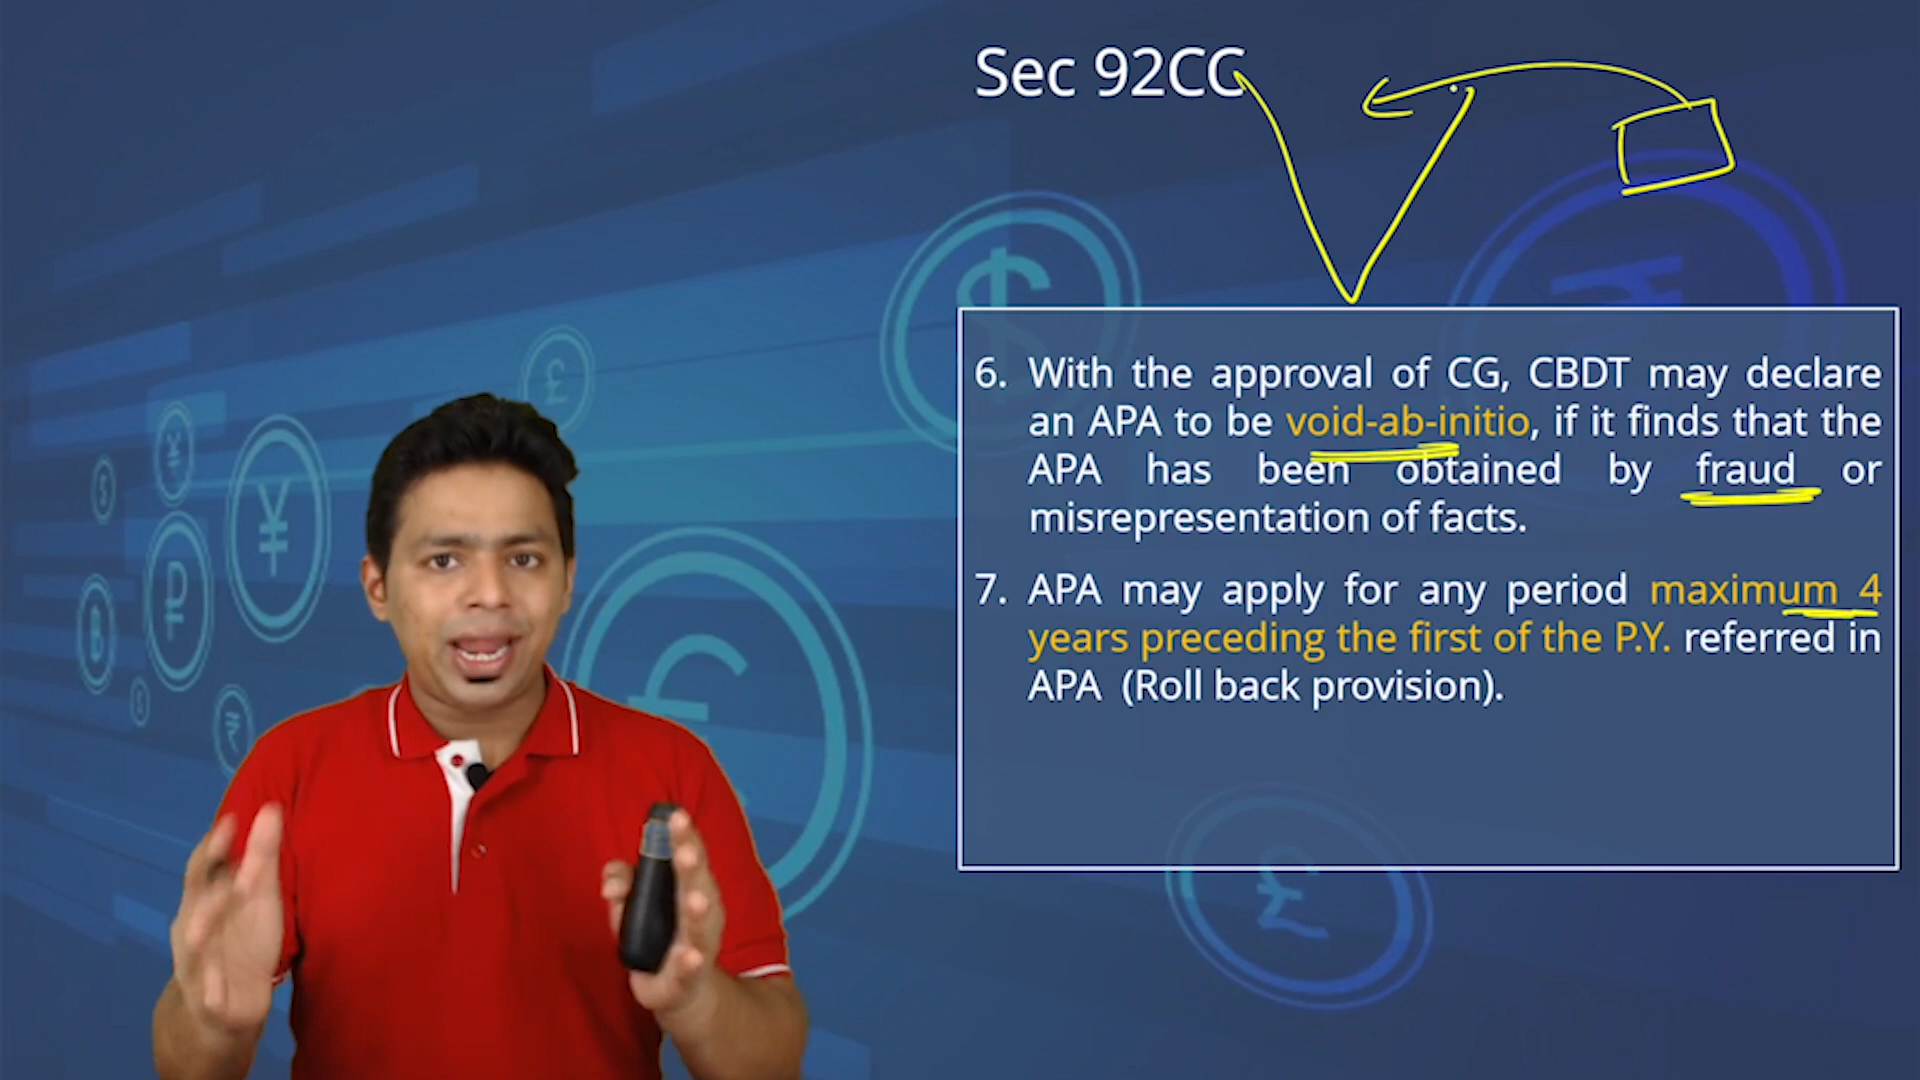 Sec 92CC
6. With the approval of CG, CBDT may declare
an APA to be void-ab-initio, if it finds that the
APA has been obtained by fraud or
misrepresentation of facts.
7. APA may apply for any period maximum 4
years preceding the first of the P.Y. referred in
APA (Roll back provision).